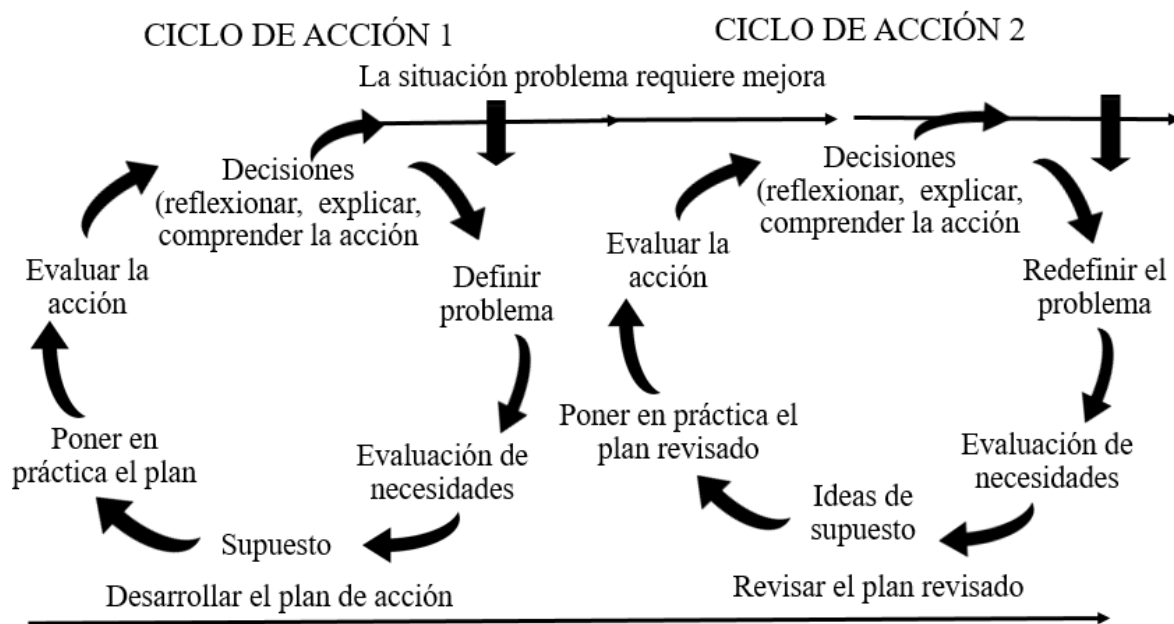 CICLO DE ACCIÓN 1
CICLO DE ACCIÓN 2
La situación problema requiere mejora
Decisiones
(reflexionar, explicar,
comprender la acción
Evaluar la
acción
Definir
problema
Poner en
práctica el plan
Evaluación de
necesidades
Supuesto
Desarrollar el plan de acción
Decisiones
(reflexionar, explicar,
comprender la acción
Evaluar la
acción
Redefinir el
problema
Poner en práctica el
plan revisado
Evaluación de
necesidades
Ideas de
supuesto
Revisar el plan revisado